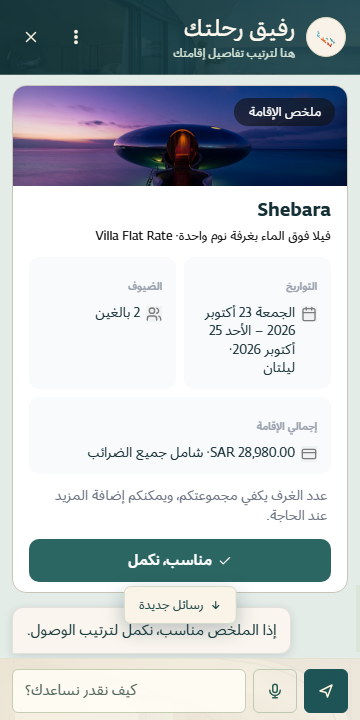 رفيق رحلتك
هنا لترتيب تفاصيل إقامتك
ملخص الإقامة
Shebara
فيلا فوق الماء بغرفة نوم واحدة· Villa Flat Rate
التواريخ
الجمعة 23 أكتوبر
2026 – الأحد 25
أكتوبر 2026·
ليلتان
الضيوف
2 بالغين
إجمالي الإقامة
SAR 28,980.00· شامل جميع الضرائب
عدد الغرف يكفي مجموعتكم، ويمكنكم إضافة المزيد
عند الحاجة.
مناسب، نكمل
رسائل جديدة
إذا الملخص مناسب، نكمل لترتيب الوصول.
كيف نقدر نساعدك؟